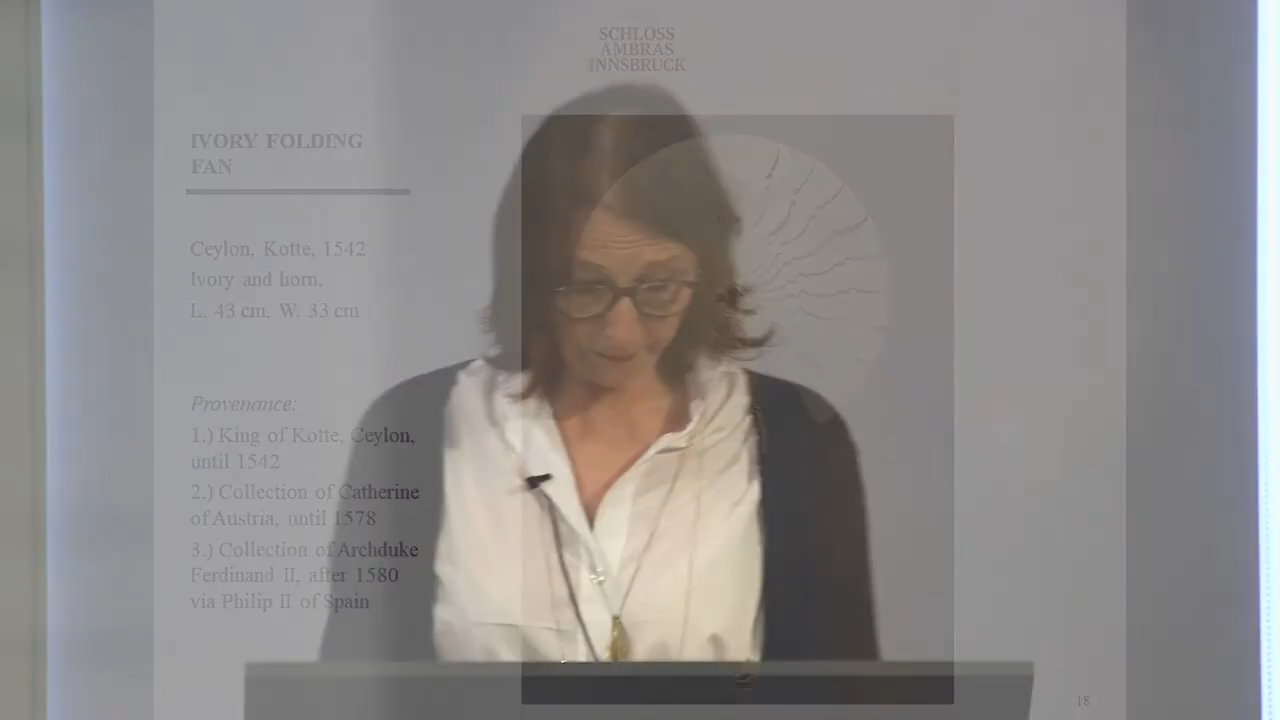 SCHLOSS
AMBRAS
INNSBRUCK
IVORY FOLDING
FAN
Ceylon, Kotte, 1542
Ivory and horn,
L. 43 cm, W. 33 cm
Provenance:
1.) King of Kotte, Ceylon,
until 1542
2.) Collection of Catherine
of Austria, until 1578
3.) Collection of Archduke
Ferdinand II, after 1580
via Philip II of Spain
18